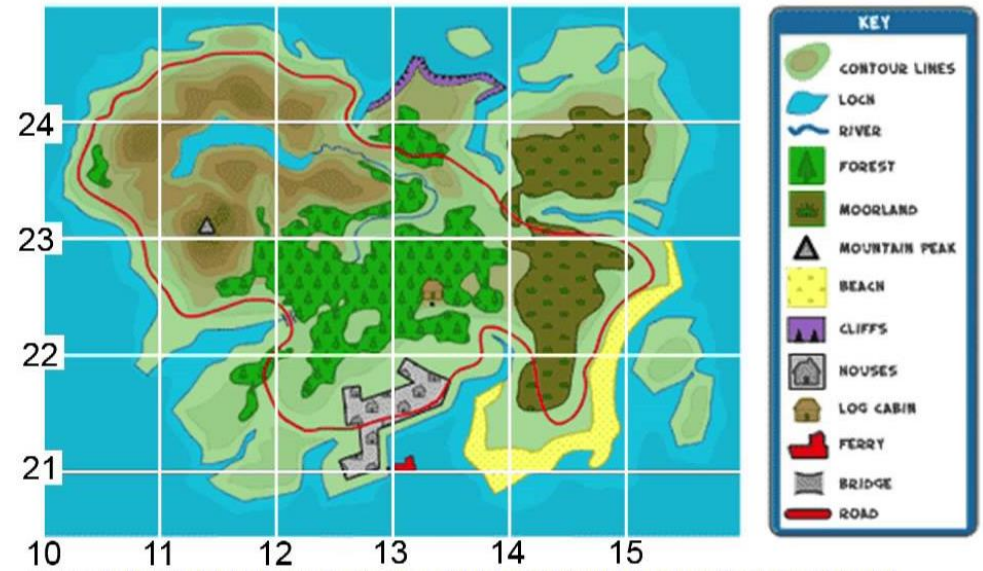 KEY
CONTOUR LINES
LOCH
RIVER
FOREST
MOORLAND
MOUNTAIN PEAK
BEACH
CLIFFS
HOUSES
LOG CABIN
FERRY
BRIDGE
ROAD
24
23
22
21
10 11 12 13 14 15